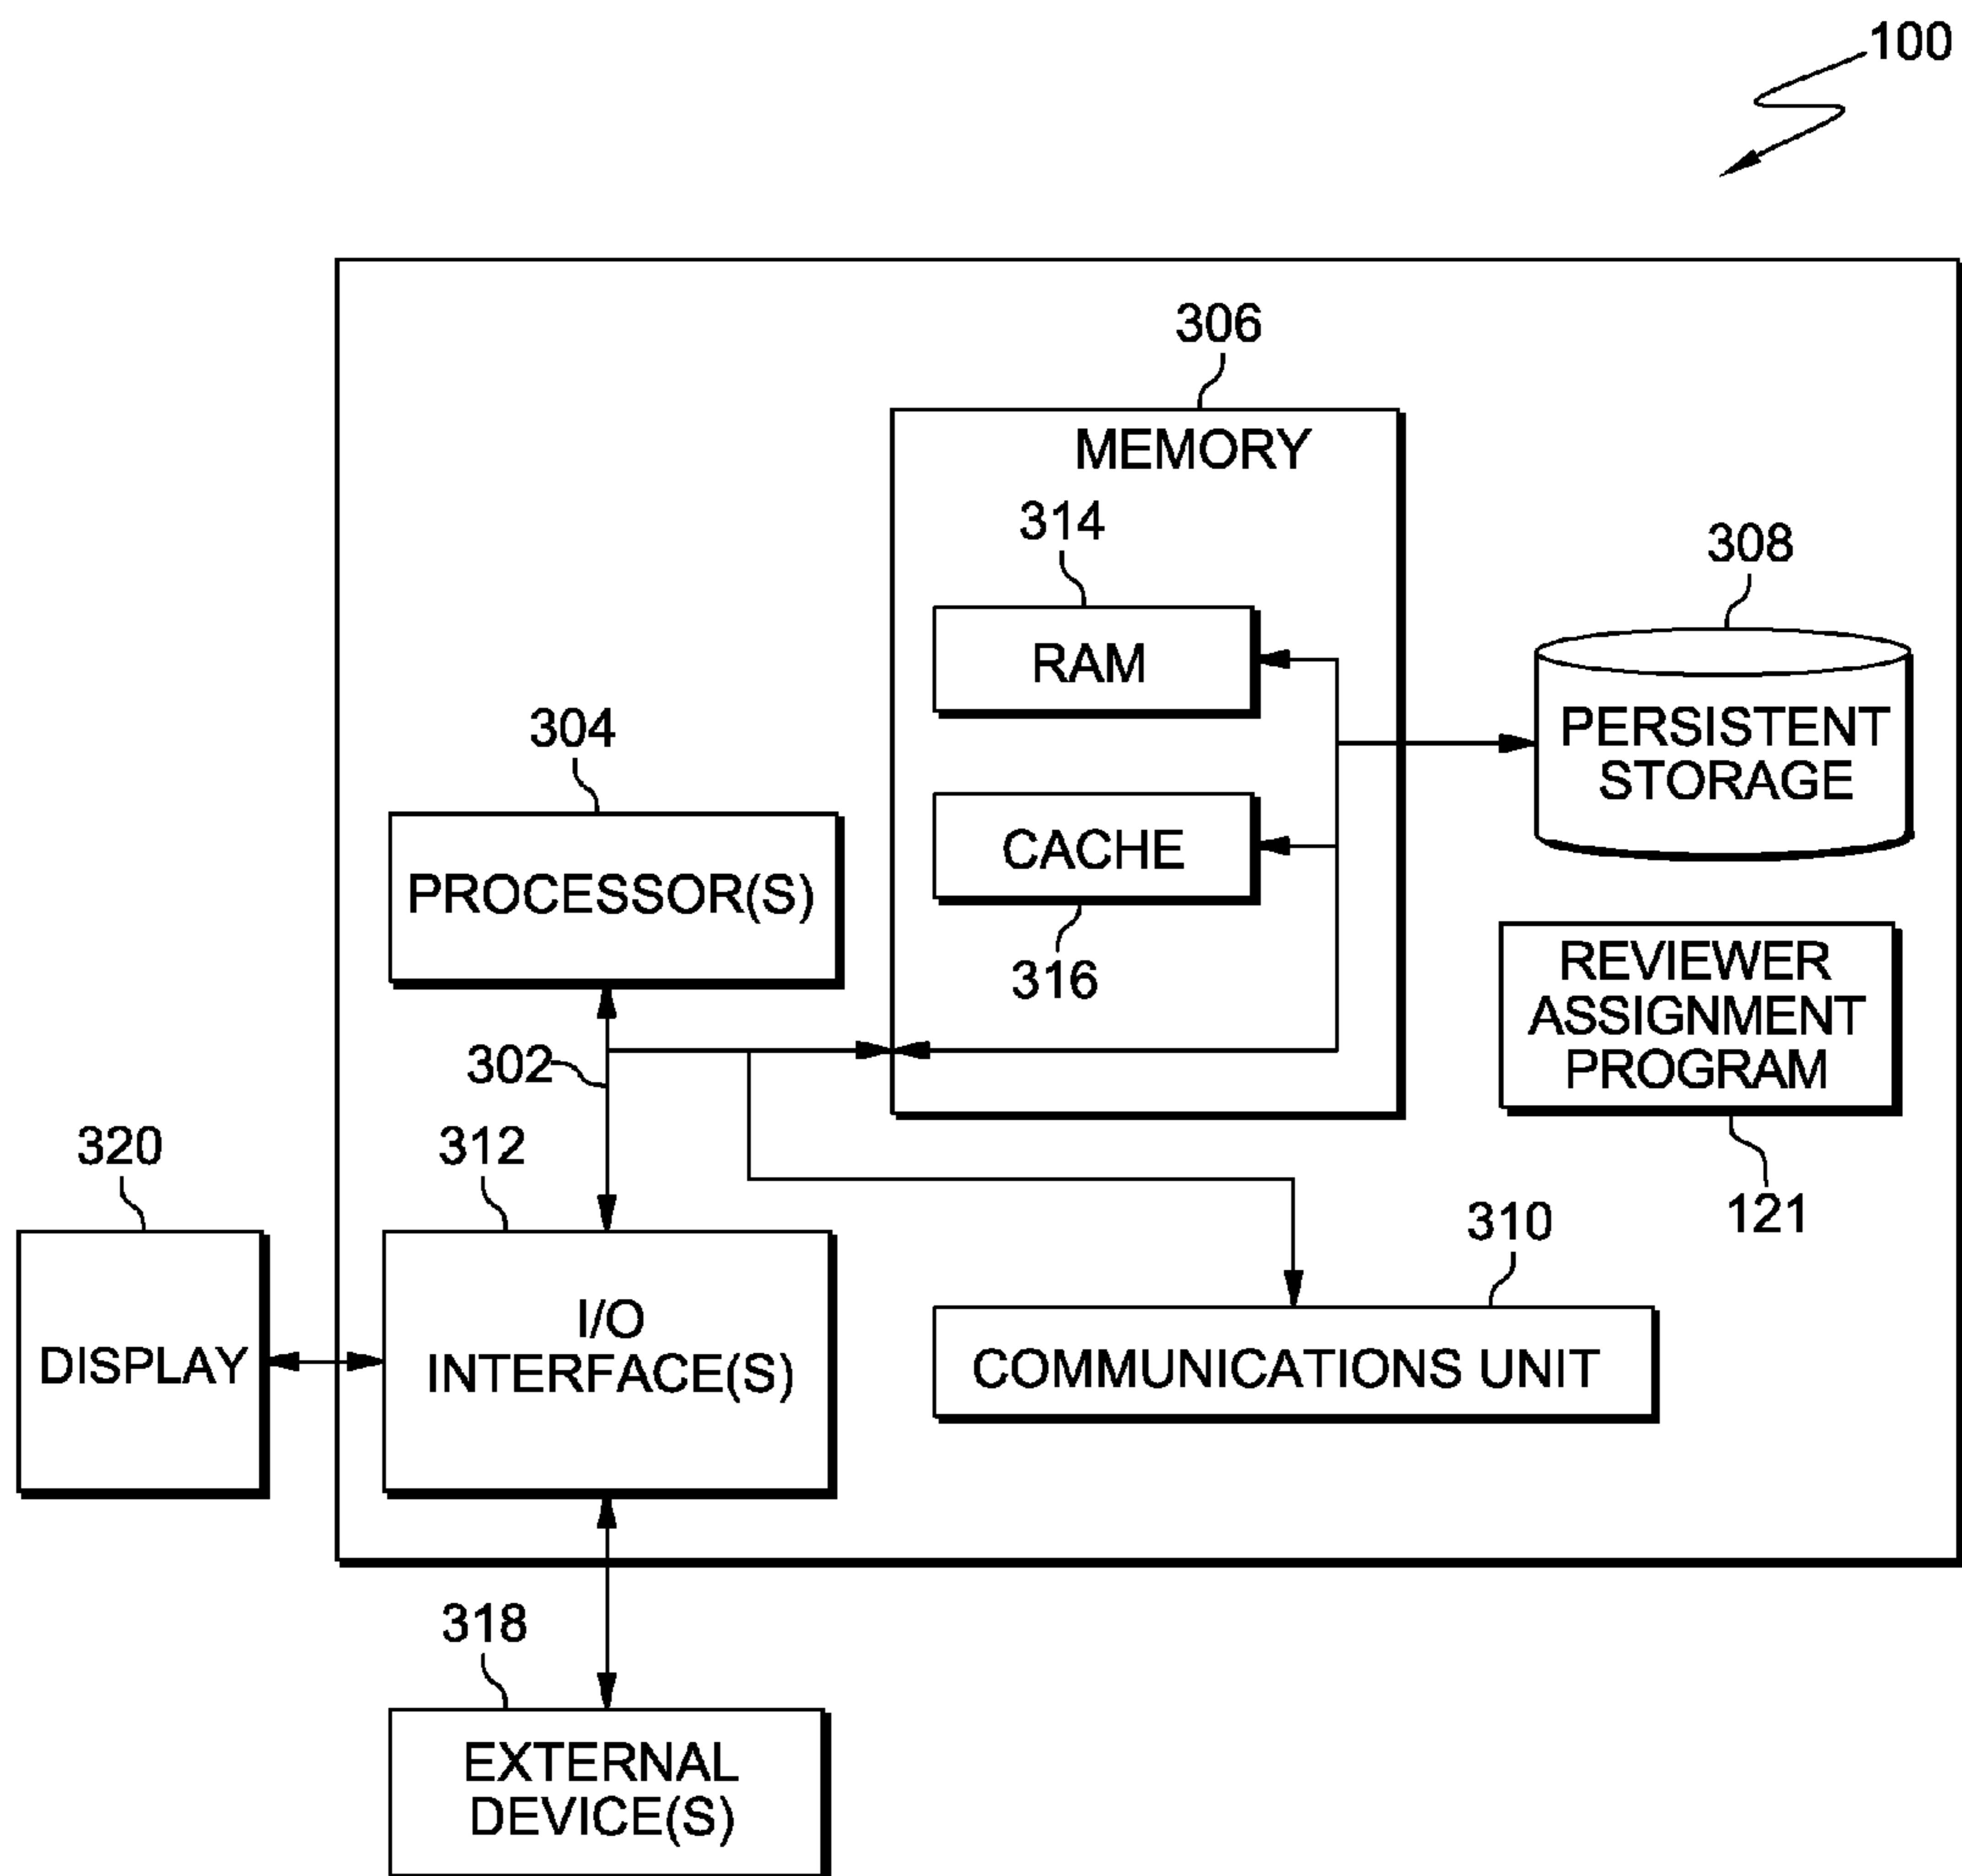 100
306
MEMORY
314
RAM
308
PERSISTENT
STORAGE
304
PROCESSOR(S)
CACHE
316
REVIEWER
ASSIGNMENT
PROGRAM
121
302
320
DISPLAY
312
I/O
INTERFACE(S)
310
COMMUNICATIONS UNIT
318
EXTERNAL
DEVICE(S)